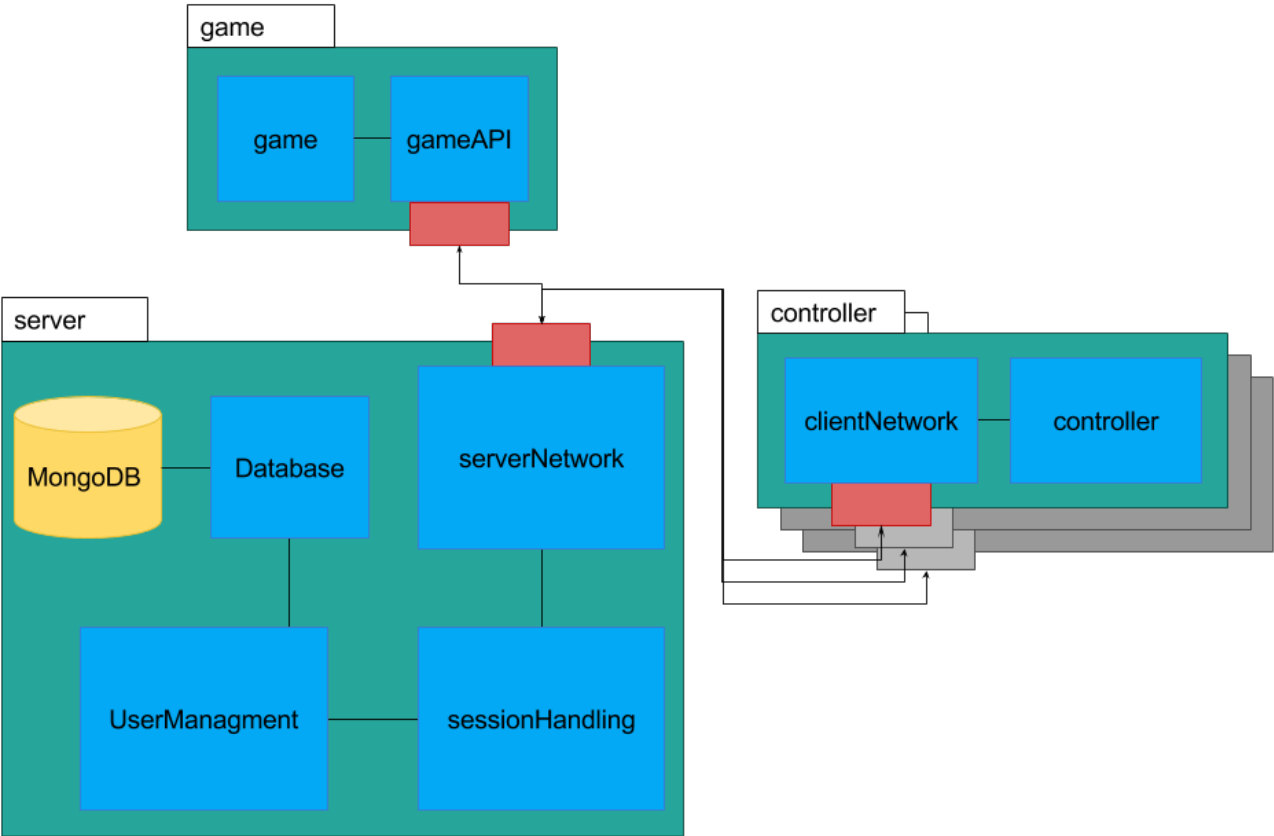 game
game
gameAPI
server
controller
clientNetwork
controller
MongoDB
Database
serverNetwork
UserManagment
sessionHandling